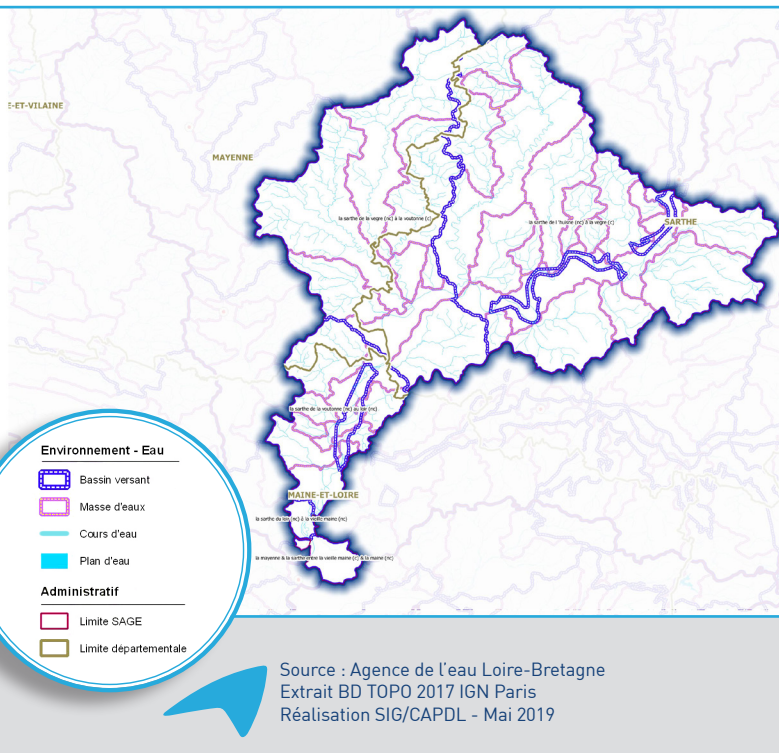 E-ET-VILAINE
MAYENNE
la sarthe de la vegre (nc) à la voutonne (c)
la sarthe de l 'huisne (nc) à la vegre (c)
SARTHE
la sarthe de la voutonne (nc) au loir (nc)
MAINE-ET-LOIRE
la sarthe du loir (nc) à la vieille maine (nc)
la mayenne & la sarthe entre la vieille maine (c) & la maine (nc)
Environnement - Eau
Bassin versant
Masse d'eaux
Cours d'eau
Plan d'eau
Administratif
Limite SAGE
Limite départementale
Source : Agence de l'eau Loire-Bretagne
Extrait BD TOPO 2017 IGN Paris
Réalisation SIG/CAPDL - Mai 2019